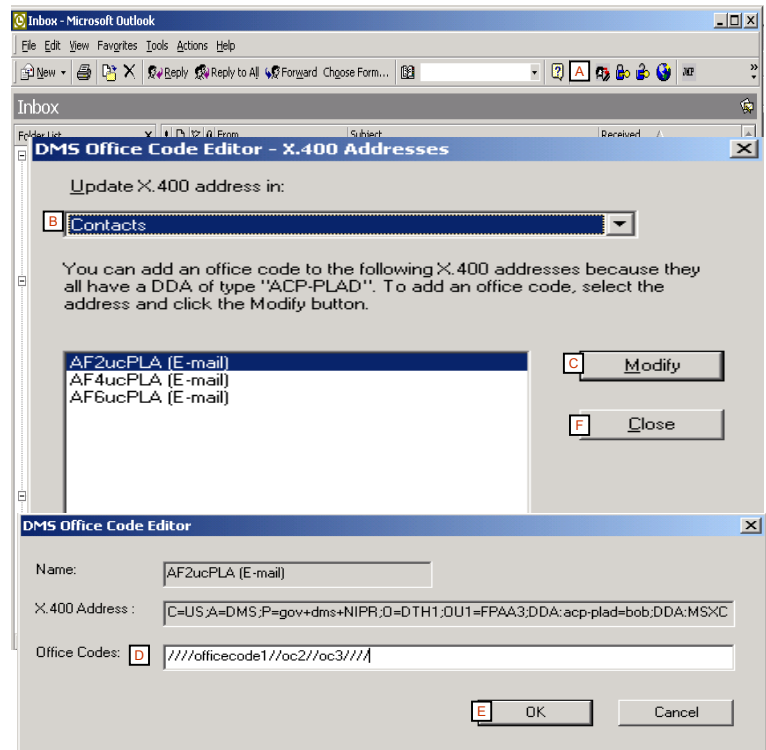 Inbox - Microsoft Outlook
File Edit View Favorites Tools Actions Help
New Reply Reply to All Forward Choose Form... A
Inbox
Folder List X From Subject Received
DMS Office Code Editor - X.400 Addresses
Update X.400 address in:
B Contacts
You can add an office code to the following X.400 addresses because they
all have a DDA of type "ACP-PLAD". To add an office code, select the
address and click the Modify button.
AF2ucPLA (E-mail)
AF4ucPLA (E-mail)
AF6ucPLA (E-mail)
C Modify
F Close
DMS Office Code Editor
Name: AF2ucPLA (E-mail)
X.400 Address : C=US;A=DMS;P=gov+dms+NIPR;O=DTH1;OU1=FPAA3;DDA:acp-plad=bob;DDA:MSXC
Office Codes: D ////officecode1//oc2//oc3////
E OK Cancel